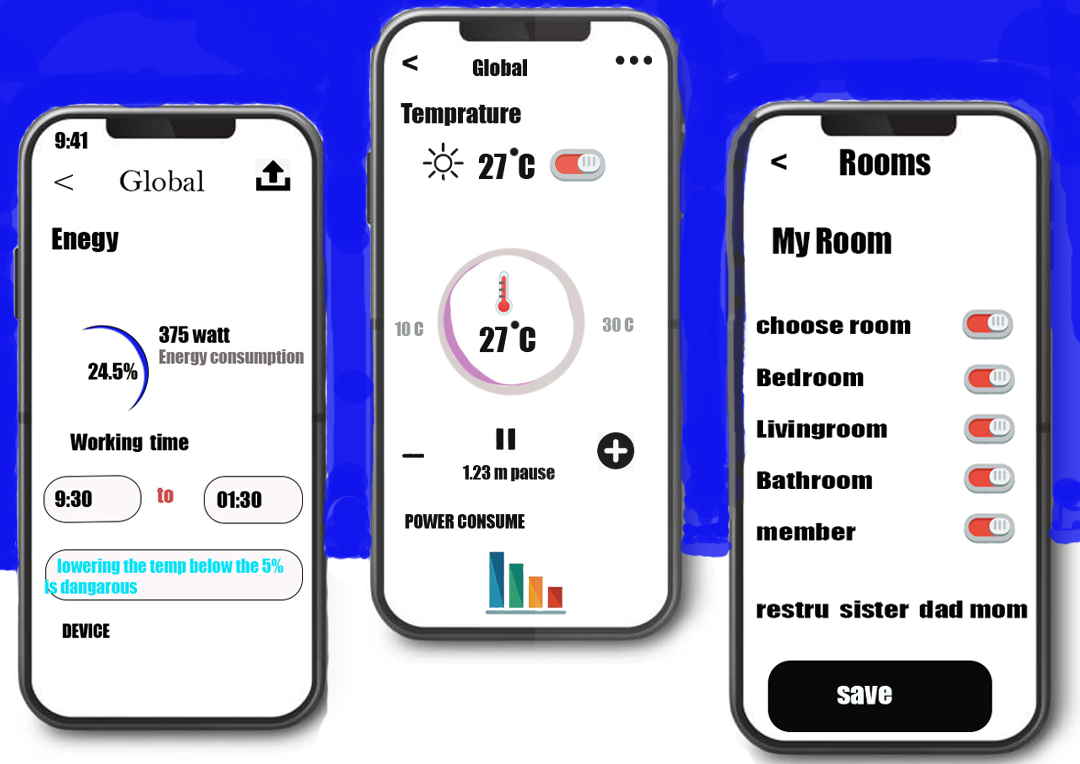 9:41
< Global
Enegy
375 watt
Energy consumption
24.5%
Working time
9:30 to 01:30
lowering the temp below the 5%
is dangarous
DEVICE
< Global
Temprature
27°C
27°C
10 C
30 C
1.23 m pause
POWER CONSUME
< Rooms
My Room
choose room
Bedroom
Livingroom
Bathroom
member
restru sister dad mom
save